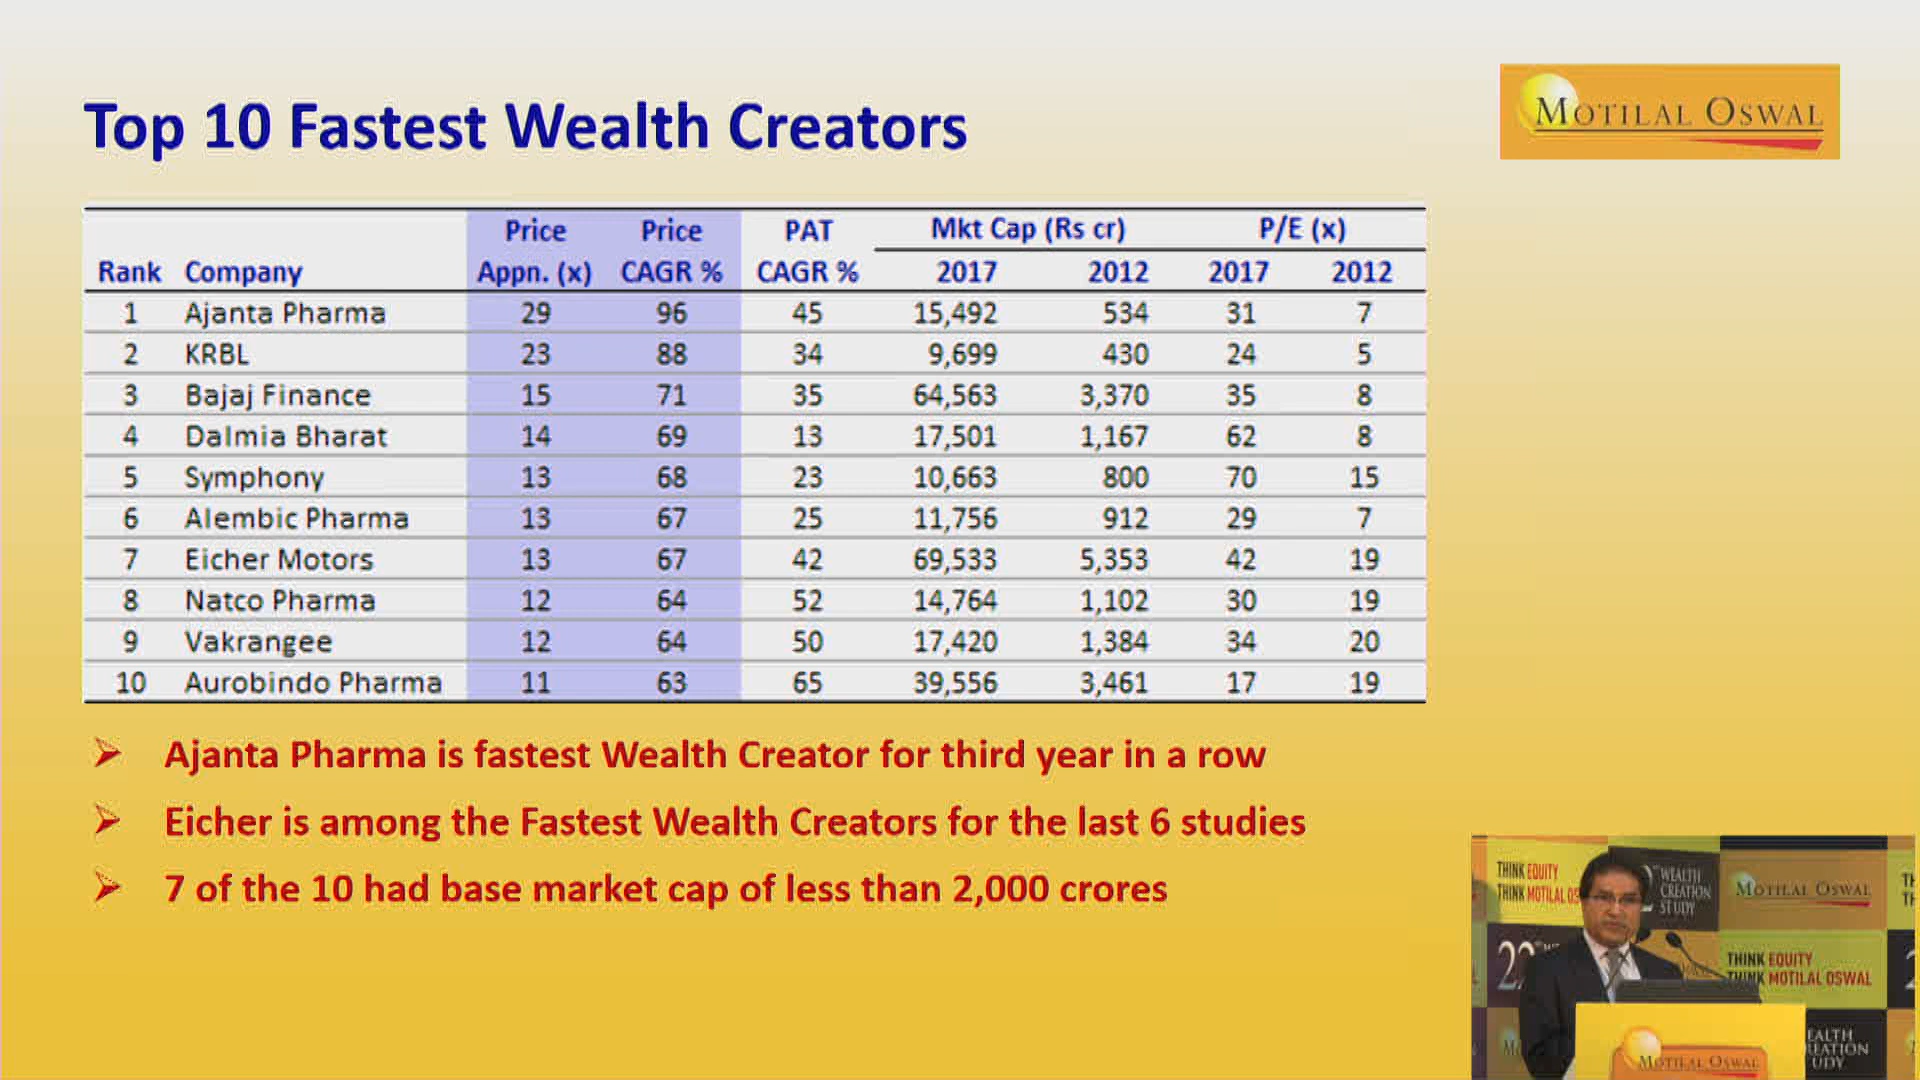 Top 10 Fastest Wealth Creators
MOTILAL OSWAL
Price Price PAT Mkt Cap (Rs cr) P/E (x)
Rank Company Appn. (x) CAGR % CAGR % 2017 2012 2017 2012
1 Ajanta Pharma 29 96 45 15,492 534 31 7
2 KRBL 23 88 34 9,699 430 24 5
3 Bajaj Finance 15 71 35 64,563 3,370 35 8
4 Dalmia Bharat 14 69 13 17,501 1,167 62 8
5 Symphony 13 68 23 10,663 800 70 15
6 Alembic Pharma 13 67 25 11,756 912 29 7
7 Eicher Motors 13 67 42 69,533 5,353 42 19
8 Natco Pharma 12 64 52 14,764 1,102 30 19
9 Vakrangee 12 64 50 17,420 1,384 34 20
10 Aurobindo Pharma 11 63 65 39,556 3,461 17 19
➢ Ajanta Pharma is fastest Wealth Creator for third year in a row
➢ Eicher is among the Fastest Wealth Creators for the last 6 studies
➢ 7 of the 10 had base market cap of less than 2,000 crores
THINK EQUITY
THINK MOTILAL OS
WEALTH
CREATION
STUDY
MOTILAL OSWAL
22
THINK EQUITY
THINK MOTILAL OSWAL
EALTH
REATION
UDY
MOTILAL OSWAL